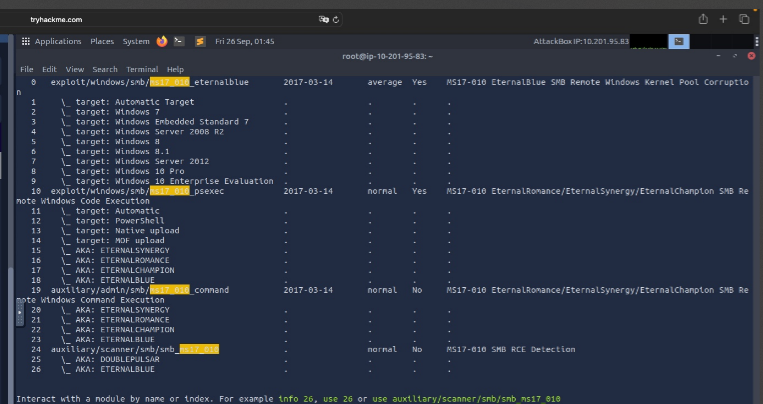 tryhackme.com
Applications Places System Fri 26 Sep, 01:45 AttackBox IP:10.201.95.83
root@ip-10-201-95-83: ~
File Edit View Search Terminal Help
0 exploit/windows/smb/ms17_010_eternalblue 2017-03-14 average Yes MS17-010 EternalBlue SMB Remote Windows Kernel Pool Corruptio
n
1 \_ target: Automatic Target . . . .
2 \_ target: Windows 7 . . . .
3 \_ target: Windows Embedded Standard 7 . . . .
4 \_ target: Windows Server 2008 R2 . . . .
5 \_ target: Windows 8 . . . .
6 \_ target: Windows 8.1 . . . .
7 \_ target: Windows Server 2012 . . . .
8 \_ target: Windows 10 Pro . . . .
9 \_ target: Windows 10 Enterprise Evaluation . . . .
10 exploit/windows/smb/ms17_010_psexec 2017-03-14 normal Yes MS17-010 EternalRomance/EternalSynergy/EternalChampion SMB Re
mote Windows Code Execution
11 \_ target: Automatic . . . .
12 \_ target: PowerShell . . . .
13 \_ target: Native upload . . . .
14 \_ target: MOF upload . . . .
15 \_ AKA: ETERNALSYNERGY . . . .
16 \_ AKA: ETERNALROMANCE . . . .
17 \_ AKA: ETERNALCHAMPION . . . .
18 \_ AKA: ETERNALBLUE . . . .
19 auxiliary/admin/smb/ms17_010_command 2017-03-14 normal No MS17-010 EternalRomance/EternalSynergy/EternalChampion SMB Re
mote Windows Command Execution
20 \_ AKA: ETERNALSYNERGY . . . .
21 \_ AKA: ETERNALROMANCE . . . .
22 \_ AKA: ETERNALCHAMPION . . . .
23 \_ AKA: ETERNALBLUE . . . .
24 auxiliary/scanner/smb/smb_ms17_010 . normal No MS17-010 SMB RCE Detection
25 \_ AKA: DOUBLEPULSAR . . . .
26 \_ AKA: ETERNALBLUE . . . .
Interact with a module by name or index. For example info 26, use 26 or use auxiliary/scanner/smb/smb_ms17_010